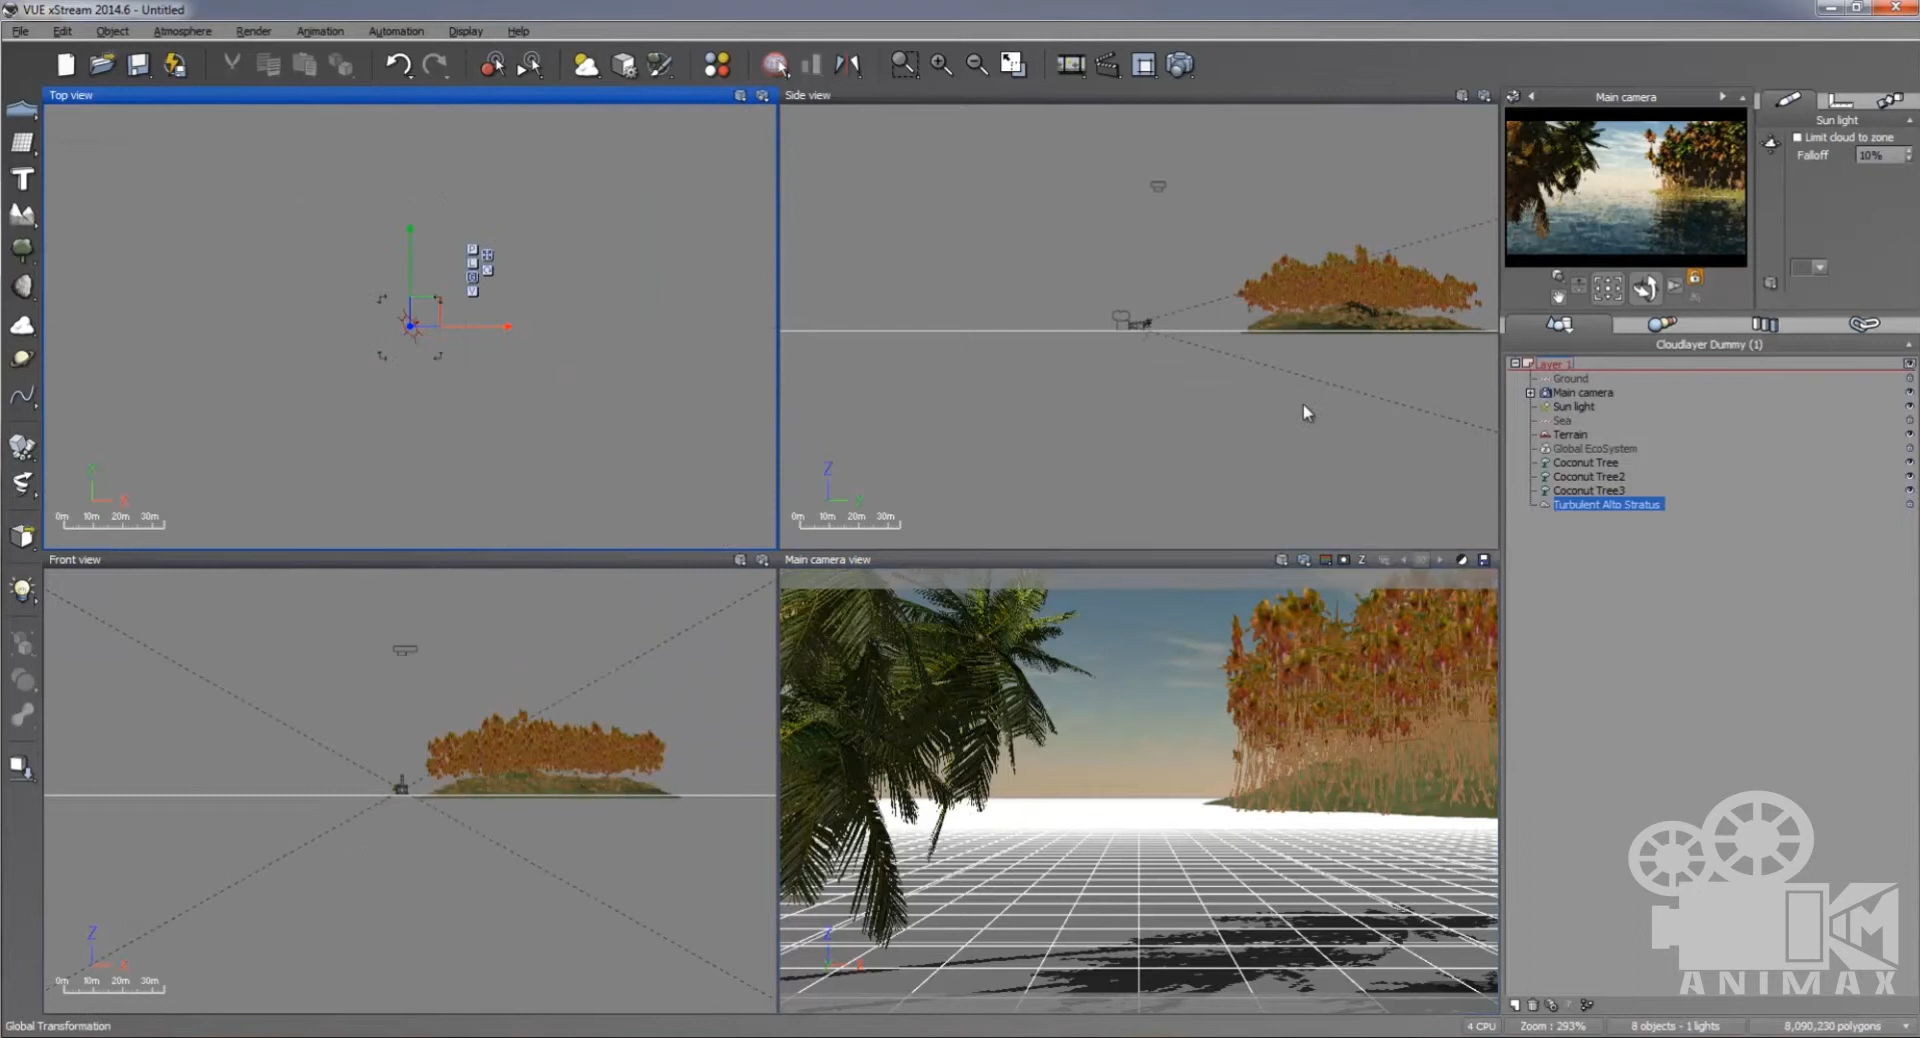 VUE xStream 2014.6 - Untitled
File Edit Object Atmosphere Render Animation Automation Display Help
Top view
Side view
Main camera
Sun light
Limit cloud to zone
Falloff 10%
Cloudlayer Dummy (1)
Layer 1
Ground
Main camera
Sun light
Sea
Terrain
Global EcoSystem
Coconut Tree
Coconut Tree2
Coconut Tree3
Turbulent Alto Stratus
P
L
G
V
Y
X
0m 10m 20m 30m
Z
Y
0m 10m 20m 30m
Front view
Main camera view
Z
Z
X
0m 10m 20m 30m
Z
X
KM
ANIMAX
Global Transformation
4 CPU
Zoom : 293%
8 objects - 1 lights
8,090,230 polygons